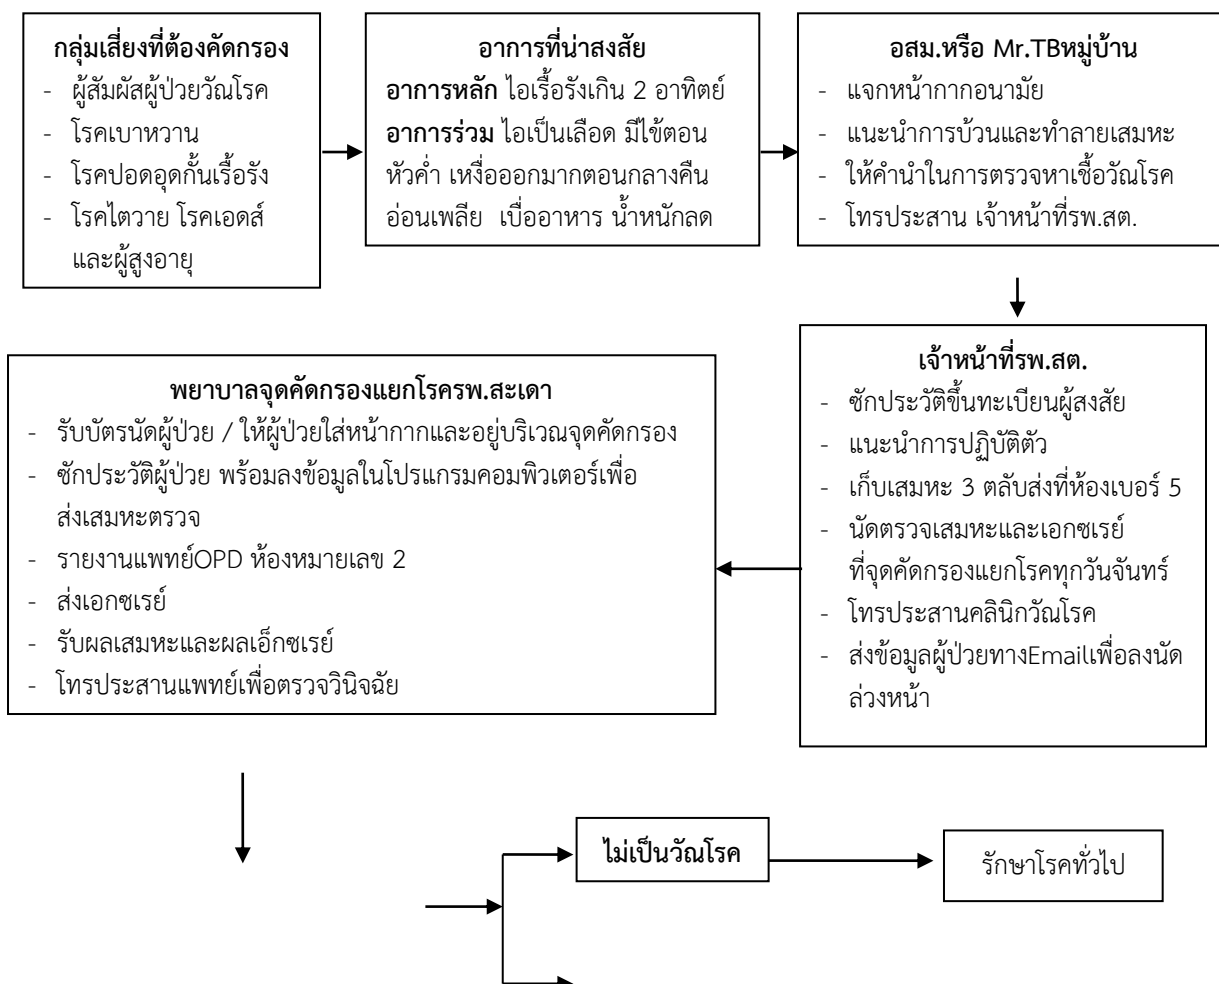 กลุ่มเสี่ยงที่ต้องคัดกรอง
- ผู้สัมผัสผู้ป่วยวัณโรค
- โรคเบาหวาน
- โรคปอดอุดกั้นเรื้อรัง
- โรคไตวาย โรคเอดส์
และผู้สูงอายุ
อาการที่น่าสงสัย
อาการหลัก ไอเรื้อรังเกิน 2 อาทิตย์
อาการร่วม ไอเป็นเลือด มีไข้ตอน
หัวค่ำ เหงื่อออกมากตอนกลางคืน
อ่อนเพลีย เบื่ออาหาร น้ำหนักลด
อสม.หรือ Mr.TBหมู่บ้าน
- แจกหน้ากากอนามัย
- แนะนำการบ้วนและทำลายเสมหะ
ให้คำนำในการตรวจหาเชื้อวัณโรค
- โทรประสาน เจ้าหน้าที่รพ.สต.
เจ้าหน้าที่รพ.สต.
- ซักประวัติขึ้นทะเบียนผู้สงสัย
- แนะนำการปฏิบัติตัว
- เก็บเสมหะ 3 ตลับส่งที่ห้องเบอร์ 5
- นัดตรวจเสมหะและเอกซเรย์
ที่จุดคัดกรองแยกโรคทุกวันจันทร์
- โทรประสานคลินิกวัณโรค
- ส่งข้อมูลผู้ป่วยทางEmailเพื่อลงนัด
ล่วงหน้า
พยาบาลจุดคัดกรองแยกโรครพ.สะเดา
- รับบัตรนัดผู้ป่วย / ให้ผู้ป่วยใส่หน้ากากและอยู่บริเวณจุดคัดกรอง
- ซักประวัติผู้ป่วย พร้อมลงข้อมูลในโปรแกรมคอมพิวเตอร์เพื่อ
ส่งเสมหะตรวจ
- รายงานแพทย์OPD ห้องหมายเลข 2
- ส่งเอกซเรย์
- รับผลเสมหะและผลเอ็กซเรย์
- โทรประสานแพทย์เพื่อตรวจวินิจฉัย
ไม่เป็นวัณโรค
รักษาโรคทั่วไป